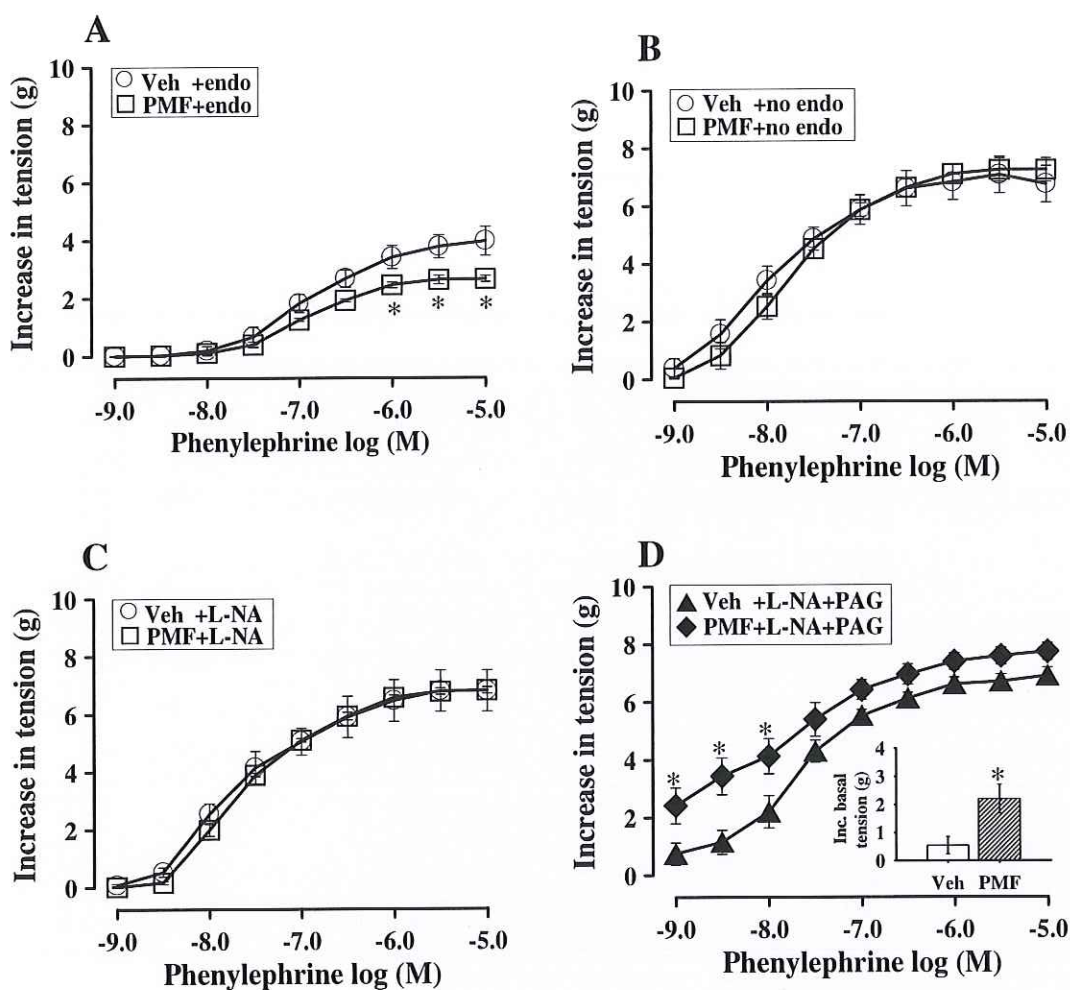 A
Veh +endo
PMF+endo
Increase in tension (g)
10
8
6
4
2
0
* * *
-9.0 -8.0 -7.0 -6.0 -5.0
Phenylephrine log (M)
B
Veh +no endo
PMF+no endo
Increase in tension (g)
10
8
6
4
2
0
-9.0 -8.0 -7.0 -6.0 -5.0
Phenylephrine log (M)
C
Veh +L-NA
PMF+L-NA
Increase in tension (g)
10
8
6
4
2
0
-9.0 -8.0 -7.0 -6.0 -5.0
Phenylephrine log (M)
D
Veh +L-NA+PAG
PMF+L-NA+PAG
Increase in tension (g)
10
8
6
4
2
0
* * *
Inc. basal
tension (g)
4
3
2
1
0
*
Veh PMF
-9.0 -8.0 -7.0 -6.0 -5.0
Phenylephrine log (M)